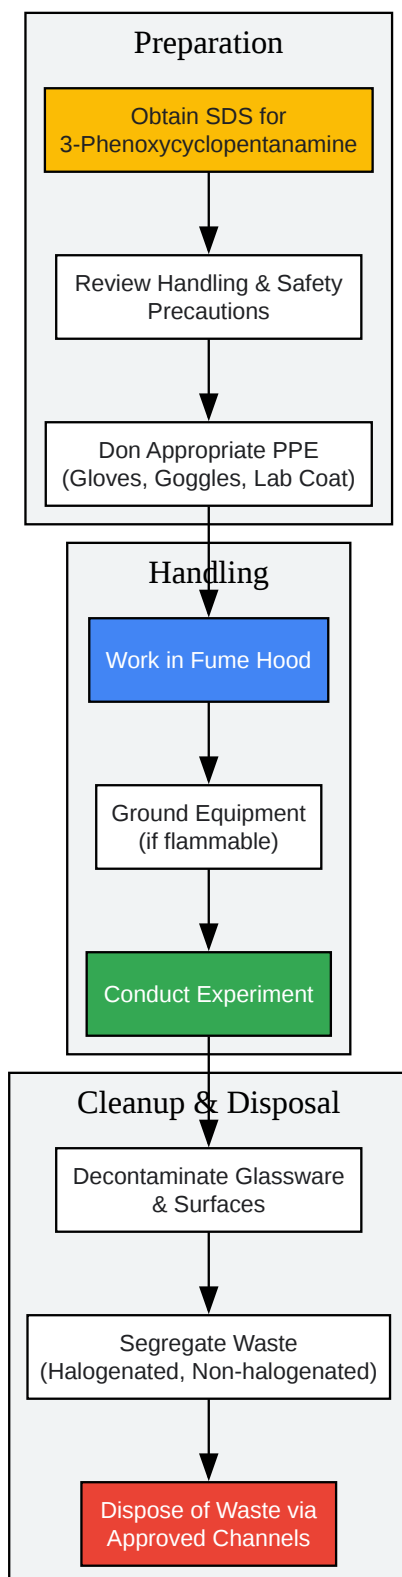 Preparation
Obtain SDS for
3-Phenoxycyclopentanamine
Review Handling & Safety
Precautions
Don Appropriate PPE
(Gloves, Goggles, Lab Coat)
Handling
Work in Fume Hood
Ground Equipment
(if flammable)
Conduct Experiment
Cleanup & Disposal
Decontaminate Glassware
& Surfaces
Segregate Waste
(Halogenated, Non-halogenated)
Dispose of Waste via
Approved Channels